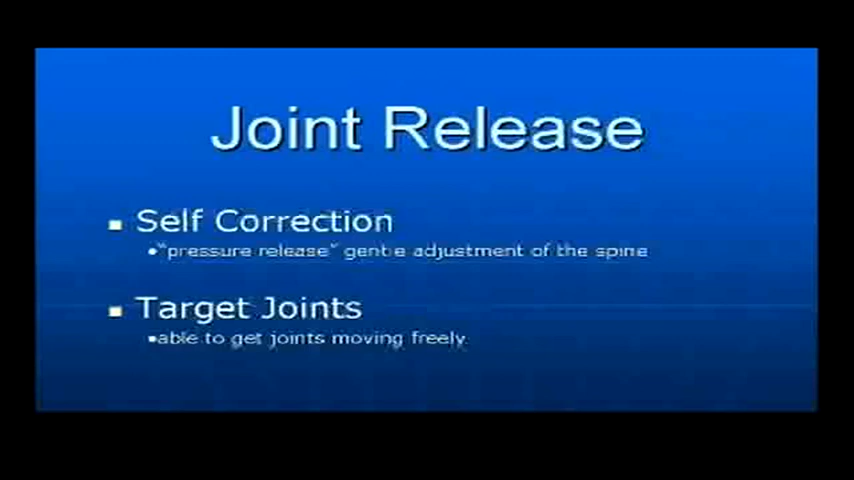 Joint Release
Self Correction
"pressure release" gentle adjustment of the spine
Target Joints
able to get joints moving freely